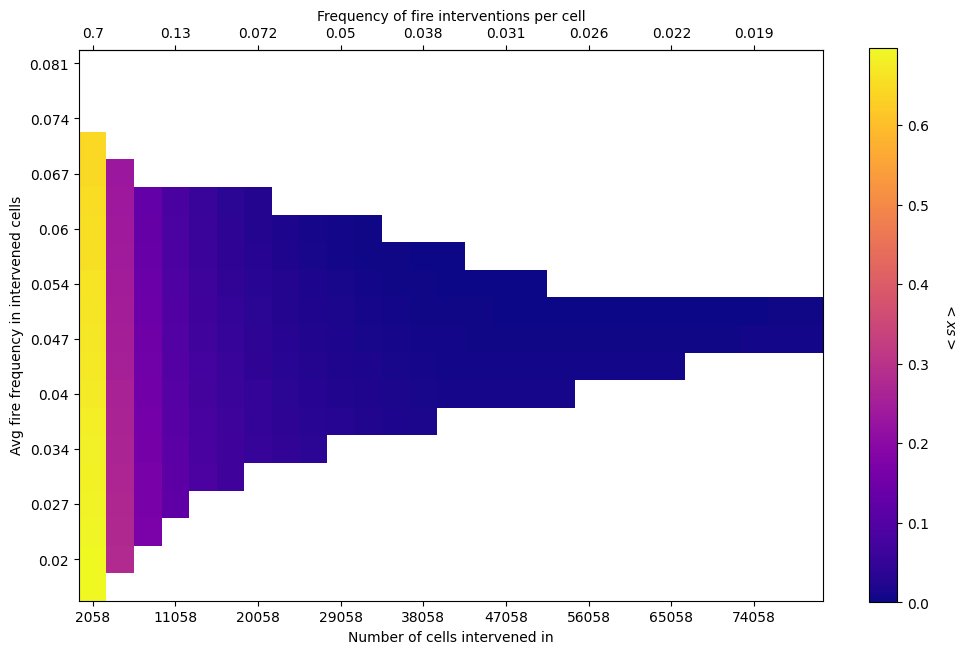 Frequency of fire interventions per cell
0.7 0.13 0.072 0.05 0.038 0.031 0.026 0.022 0.019
Avg fire frequency in intervened cells
0.081
0.074
0.067
0.06
0.054
0.047
0.04
0.034
0.027
0.02
2058 11058 20058 29058 38058 47058 56058 65058 74058
Number of cells intervened in
0.6
0.5
0.4
0.3
0.2
0.1
0.0
< sx >